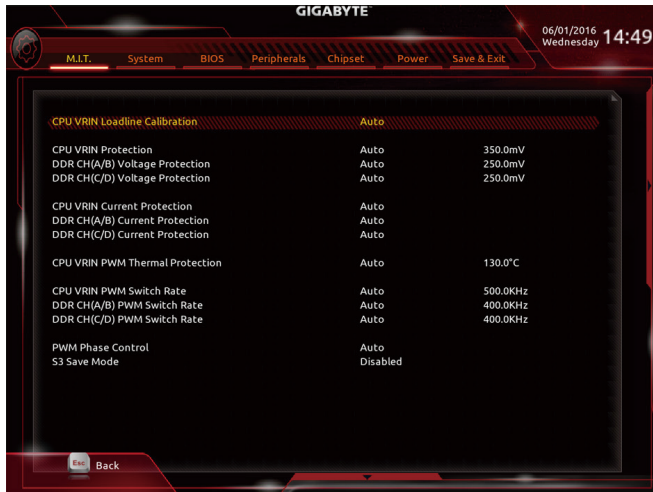 GIGABYTE
06/01/2016 Wednesday 14:49
M.I.T. System BIOS Peripherals Chipset Power Save & Exit
CPU VRIN Loadline Calibration Auto
CPU VRIN Protection Auto 350.0mV
DDR CH(A/B) Voltage Protection Auto 250.0mV
DDR CH(C/D) Voltage Protection Auto 250.0mV
CPU VRIN Current Protection Auto
DDR CH(A/B) Current Protection Auto
DDR CH(C/D) Current Protection Auto
CPU VRIN PWM Thermal Protection Auto 130.0°C
CPU VRIN PWM Switch Rate Auto 500.0KHz
DDR CH(A/B) PWM Switch Rate Auto 400.0KHz
DDR CH(C/D) PWM Switch Rate Auto 400.0KHz
PWM Phase Control Auto
S3 Save Mode Disabled
Esc Back